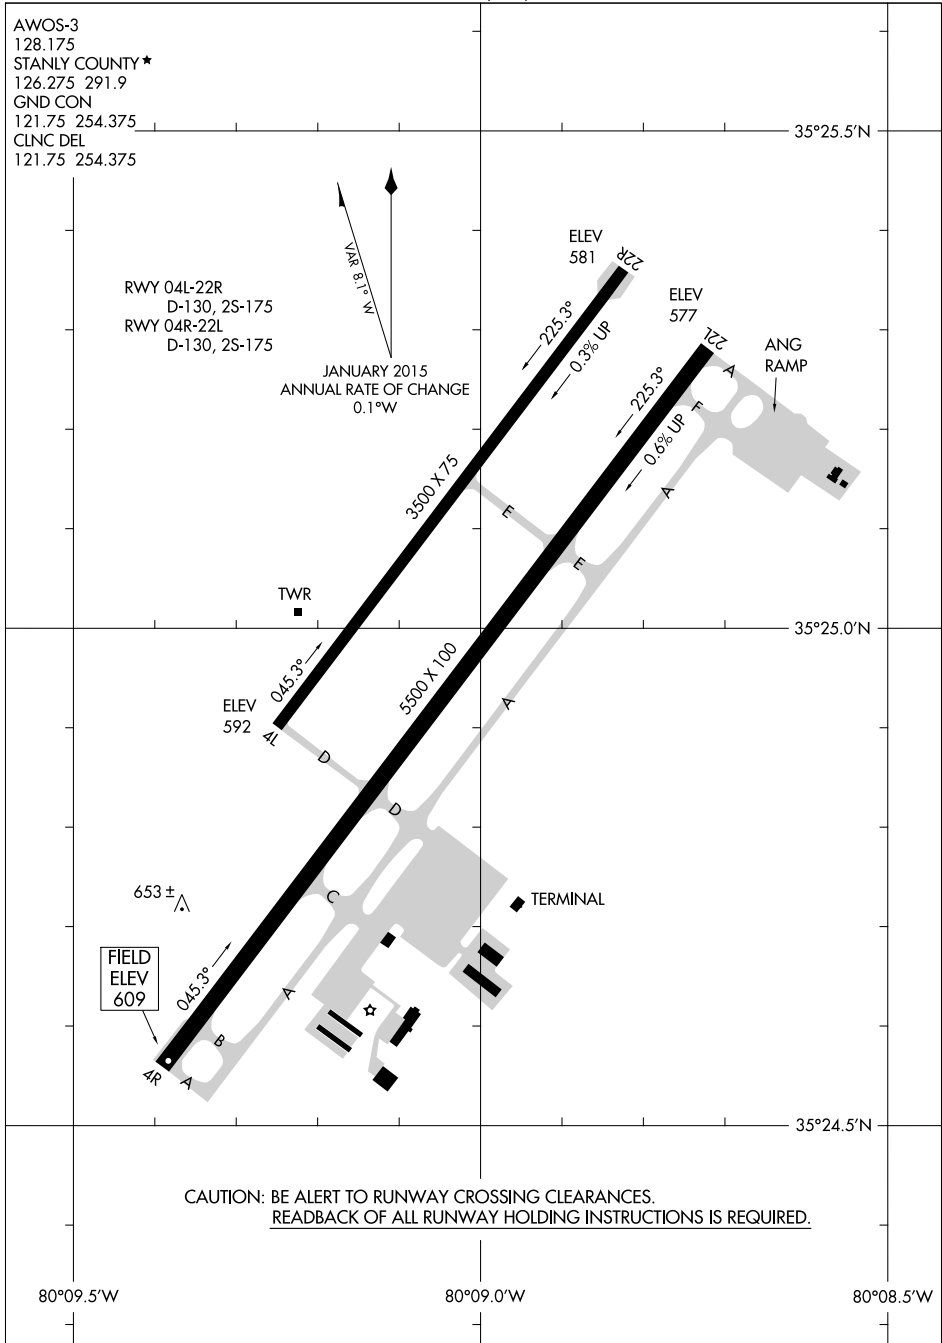 AWOS-3
128.175
STANLY COUNTY ★
126.275 291.9
GND CON
121.75 254.375
CLNC DEL
121.75 254.375
35°25.5'N
VAR 8.1° W
JANUARY 2015
ANNUAL RATE OF CHANGE
0.1°W
RWY 04L-22R
D-130, 2S-175
RWY 04R-22L
D-130, 2S-175
ELEV
581
22R
225.3°
0.3% UP
ELEV
577
22L
225.3°
0.6% UP
ANG
RAMP
A
F
A
3500 X 75
E
E
TWR
35°25.0'N
045.3°
5500 X 100
ELEV
592
4L
A
D
D
653 ±
C
TERMINAL
FIELD
ELEV
609
045.3°
A
B
4R
A
35°24.5'N
CAUTION: BE ALERT TO RUNWAY CROSSING CLEARANCES.
READBACK OF ALL RUNWAY HOLDING INSTRUCTIONS IS REQUIRED.
80°09.5'W
80°09.0'W
80°08.5'W